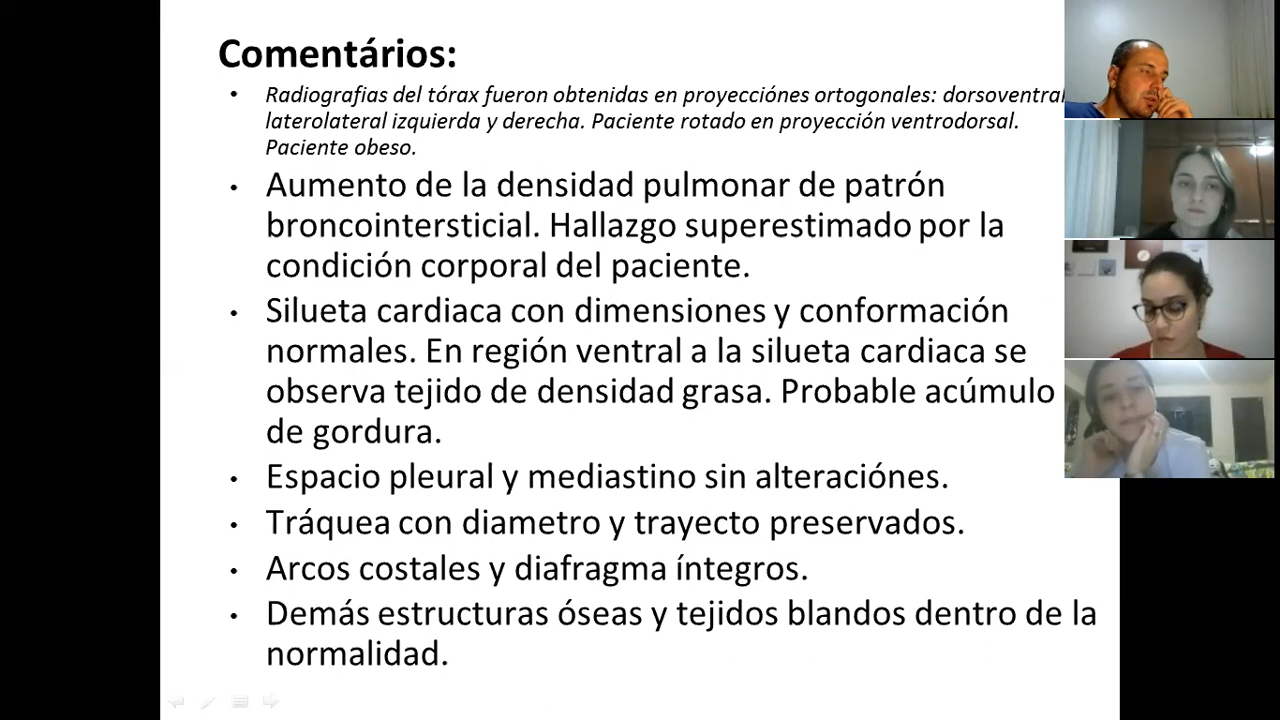 Comentários:
• Radiografias del tórax fueron obtenidas en proyecciónes ortogonales: dorsoventral
laterolateral izquierda y derecha. Paciente rotado en proyección ventrodorsal.
Paciente obeso.
• Aumento de la densidad pulmonar de patrón
broncointersticial. Hallazgo superestimado por la
condición corporal del paciente.
• Silueta cardiaca con dimensiones y conformación
normales. En región ventral a la silueta cardiaca se
observa tejido de densidad grasa. Probable acúmulo
de gordura.
• Espacio pleural y mediastino sin alteraciónes.
• Tráquea con diametro y trayecto preservados.
• Arcos costales y diafragma íntegros.
• Demás estructuras óseas y tejidos blandos dentro de la
normalidad.